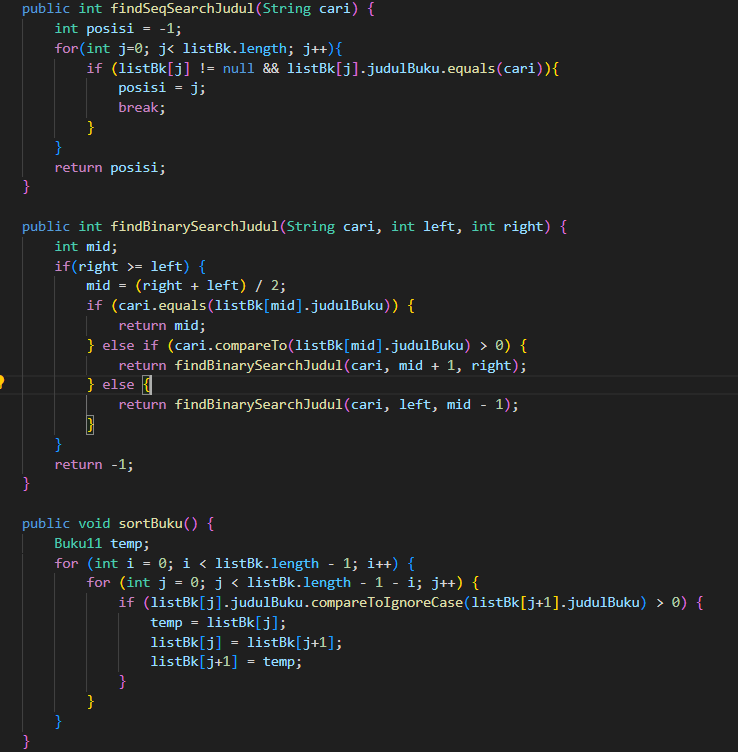 public int findSeqSearchJudul(String cari) {
    int posisi = -1;
    for(int j=0; j< listBk.length; j++){
        if (listBk[j] != null && listBk[j].judulBuku.equals(cari)){
            posisi = j;
            break;
        }
    }
    return posisi;
}

public int findBinarySearchJudul(String cari, int left, int right) {
    int mid;
    if(right >= left) {
        mid = (right + left) / 2;
        if (cari.equals(listBk[mid].judulBuku)) {
            return mid;
        } else if (cari.compareTo(listBk[mid].judulBuku) > 0) {
            return findBinarySearchJudul(cari, mid + 1, right);
        } else {
            return findBinarySearchJudul(cari, left, mid - 1);
        }
    }
    return -1;
}

public void sortBuku() {
    Buku11 temp;
    for (int i = 0; i < listBk.length - 1; i++) {
        for (int j = 0; j < listBk.length - 1 - i; j++) {
            if (listBk[j].judulBuku.compareToIgnoreCase(listBk[j+1].judulBuku) > 0) {
                temp = listBk[j];
                listBk[j] = listBk[j+1];
                listBk[j+1] = temp;
            }
        }
    }
}